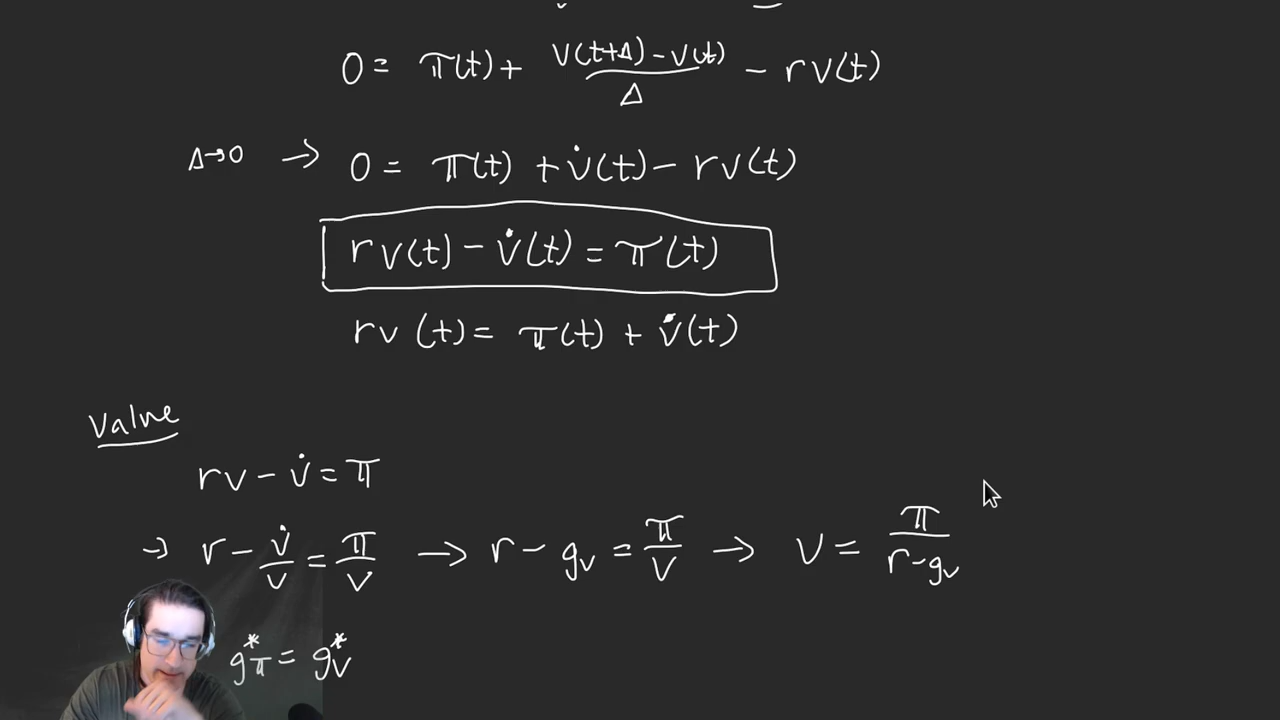 0 = π(t) + (V(t+Δ) - V(t))/Δ - rV(t)
Δ→0 → 0 = π(t) + V̇(t) - rV(t)
rV(t) - V̇(t) = π(t)
rV(t) = π(t) + V̇(t)
Value
rV - V̇ = π
→ r - V̇/V = π/V → r - g_V = π/V → V = π/(r - g_V)
g*_π = g*_V